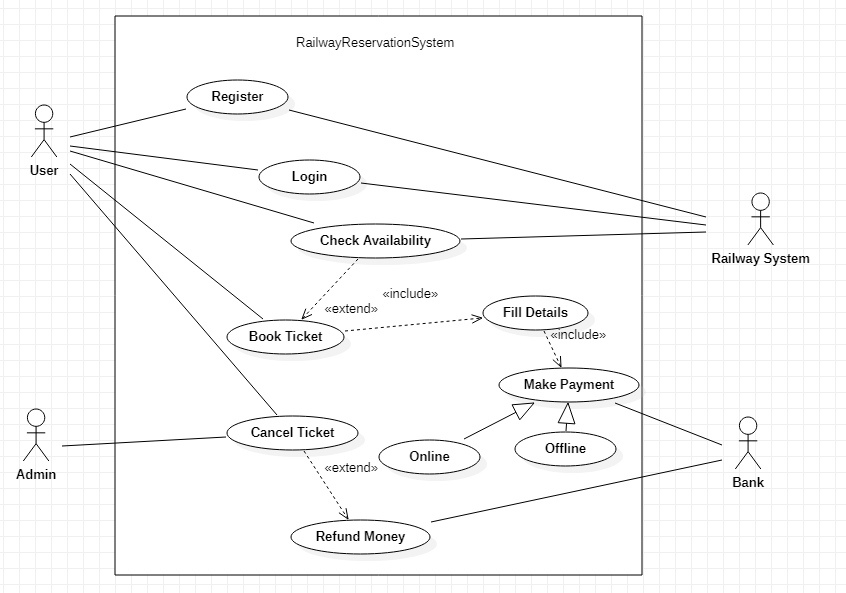 RailwayReservationSystem
Register
User
Login
Check Availability
Railway System
«include»
«extend»
Fill Details
Book Ticket
«include»
Make Payment
Cancel Ticket
Admin
Online
Offline
«extend»
Bank
Refund Money